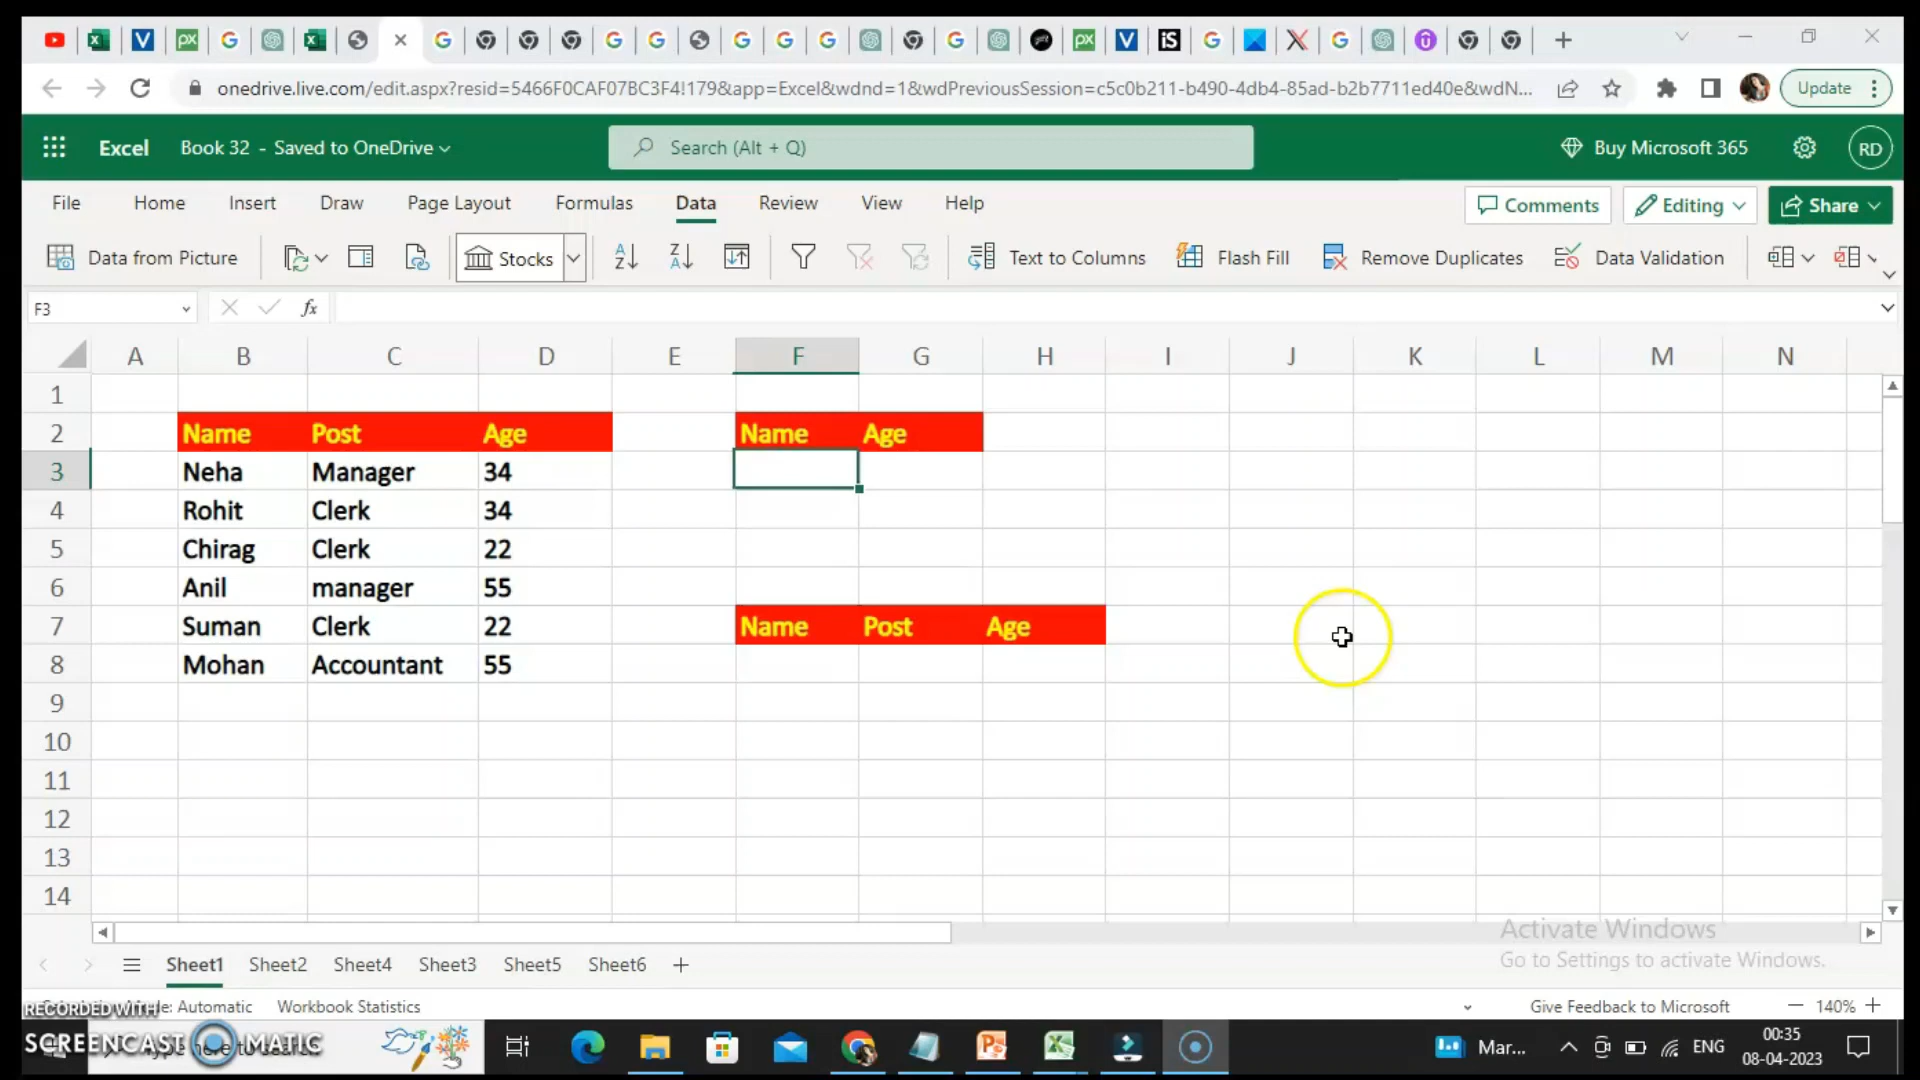 onedrive.live.com/edit.aspx?resid=5466F0CAF07BC3F4!179&app=Excel&wdnd=1&wdPreviousSession=c5c0b211-b490-4db4-85ad-b2b7711ed40e&wdN... Update
Excel Book 32 - Saved to OneDrive Search (Alt + Q) Buy Microsoft 365 RD
File Home Insert Draw Page Layout Formulas Data Review View Help Comments Editing Share
Data from Picture Stocks Text to Columns Flash Fill Remove Duplicates Data Validation
F3 fx
A B C D E F G H I J K L M N
1
2 Name Post Age Name Age
3 Neha Manager 34
4 Rohit Clerk 34
5 Chirag Clerk 22
6 Anil manager 55
7 Suman Clerk 22 Name Post Age
8 Mohan Accountant 55
9
10
11
12
13
14
Activate Windows
Go to Settings to activate Windows.
Sheet1 Sheet2 Sheet4 Sheet3 Sheet5 Sheet6
RECORDED WITH Automatic Workbook Statistics Give Feedback to Microsoft 140%
SCREENCAST MATIC Mar... ENG 00:35
08-04-2023